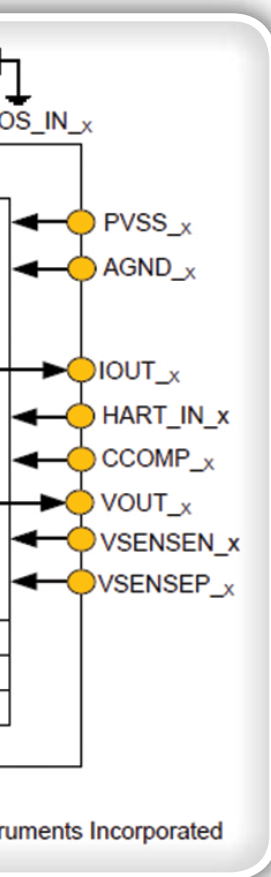 OS_IN_x
PVSS_x
AGND_x
IOUT_x
HART_IN_x
CCOMP_x
VOUT_x
VSENSEN_x
VSENSEP_x
ruments Incorporated